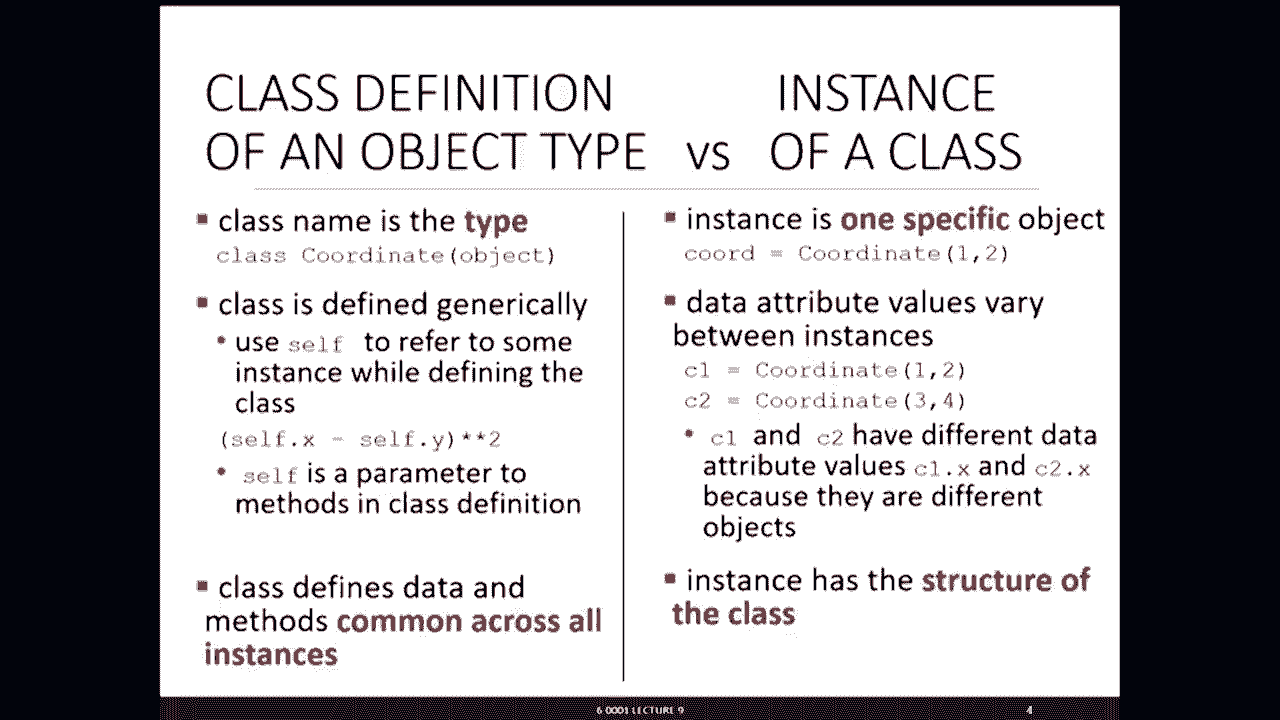 CLASS DEFINITION
OF AN OBJECT TYPE
vs
INSTANCE
OF A CLASS
▪ class name is the type
class Coordinate(object)
▪ class is defined generically
• use self to refer to some
instance while defining the
class
(self.x - self.y)**2
• self is a parameter to
methods in class definition
▪ class defines data and
methods common across all
instances
▪ instance is one specific object
coord = Coordinate(1,2)
▪ data attribute values vary
between instances
c1 = Coordinate(1,2)
c2 = Coordinate(3,4)
• c1 and c2 have different data
attribute values c1.x and c2.x
because they are different
objects
▪ instance has the structure of
the class
6.0001 LECTURE 9
4